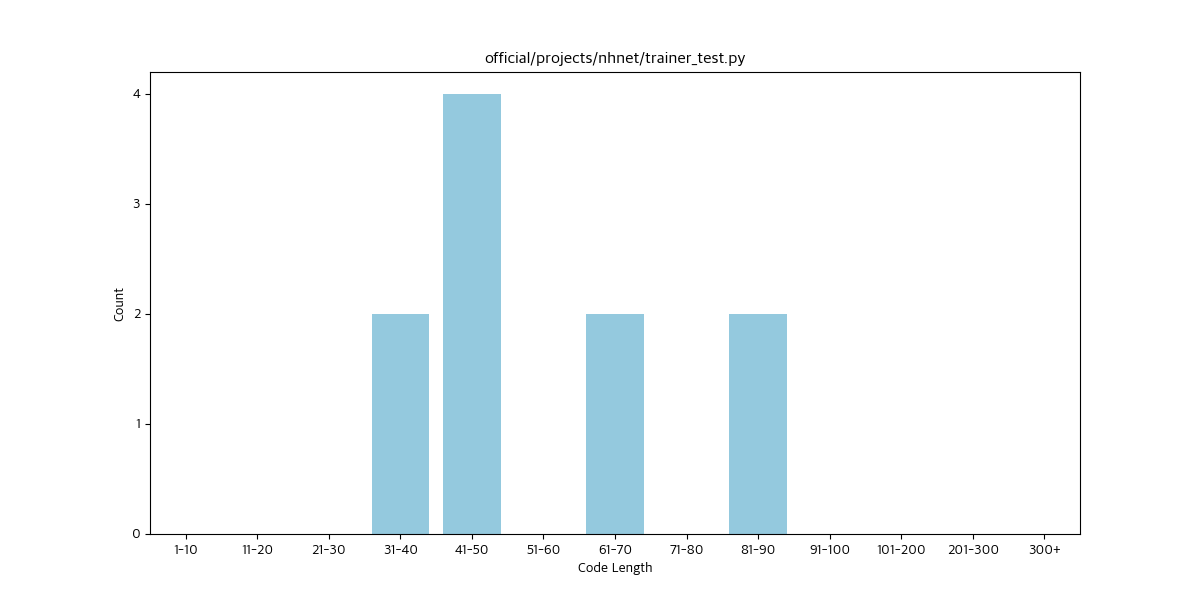 official/projects/nhnet/trainer_test.py
4
3
2
1
0
Count
1-10 11-20 21-30 31-40 41-50 51-60 61-70 71-80 81-90 91-100 101-200 201-300 300+
Code Length